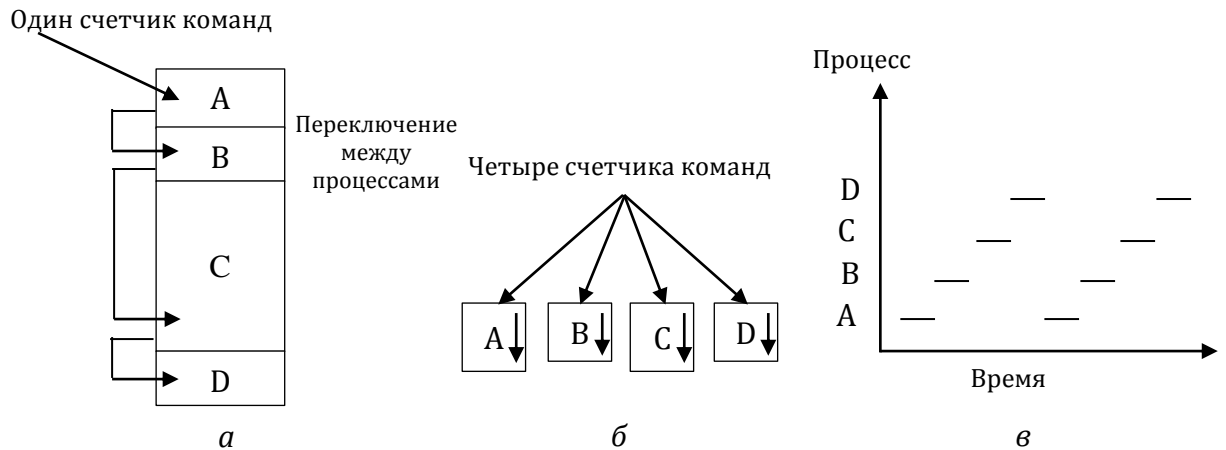 Один счетчик команд
A
B
C
D
Переключение
между
процессами
а
Четыре счетчика команд
A
B
C
D
б
Процесс
D
C
B
A
Время
в